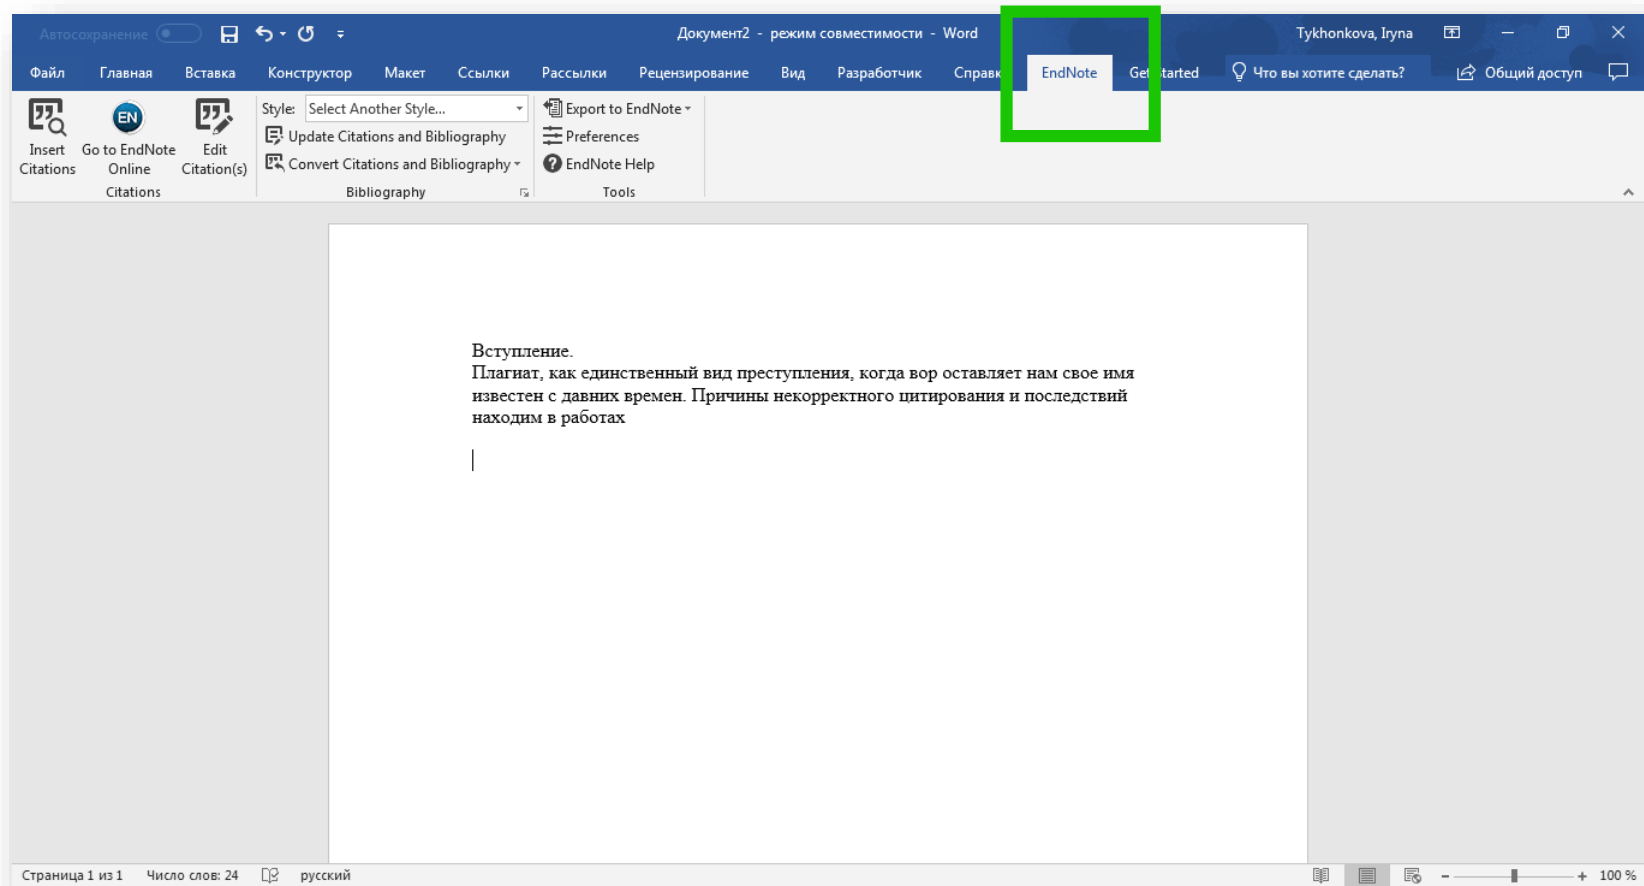 Автосохранение
Документ2 - режим совместимости - Word
Tykhonkova, Iryna
Файл Главная Вставка Конструктор Макет Ссылки Рассылки Рецензирование Вид Разработчик Справк EndNote Get Started Что вы хотите сделать? Общий доступ
Insert Citations
Go to EndNote Online
Edit Citation(s)
Citations
Style: Select Another Style...
Update Citations and Bibliography
Convert Citations and Bibliography
Bibliography
Export to EndNote
Preferences
EndNote Help
Tools
Вступление.
Плагиат, как единственный вид преступления, когда вор оставляет нам свое имя
известен с давних времен. Причины некорректного цитирования и последствий
находим в работах
Страница 1 из 1 Число слов: 24 русский 100 %